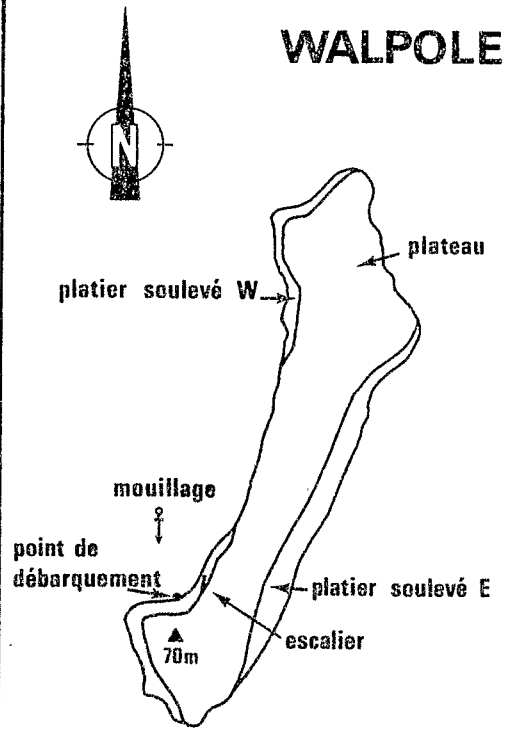 WALPOLE
N
plateau
platier soulevé W
mouillage
point de
débarquement
platier soulevé E
escalier
70m